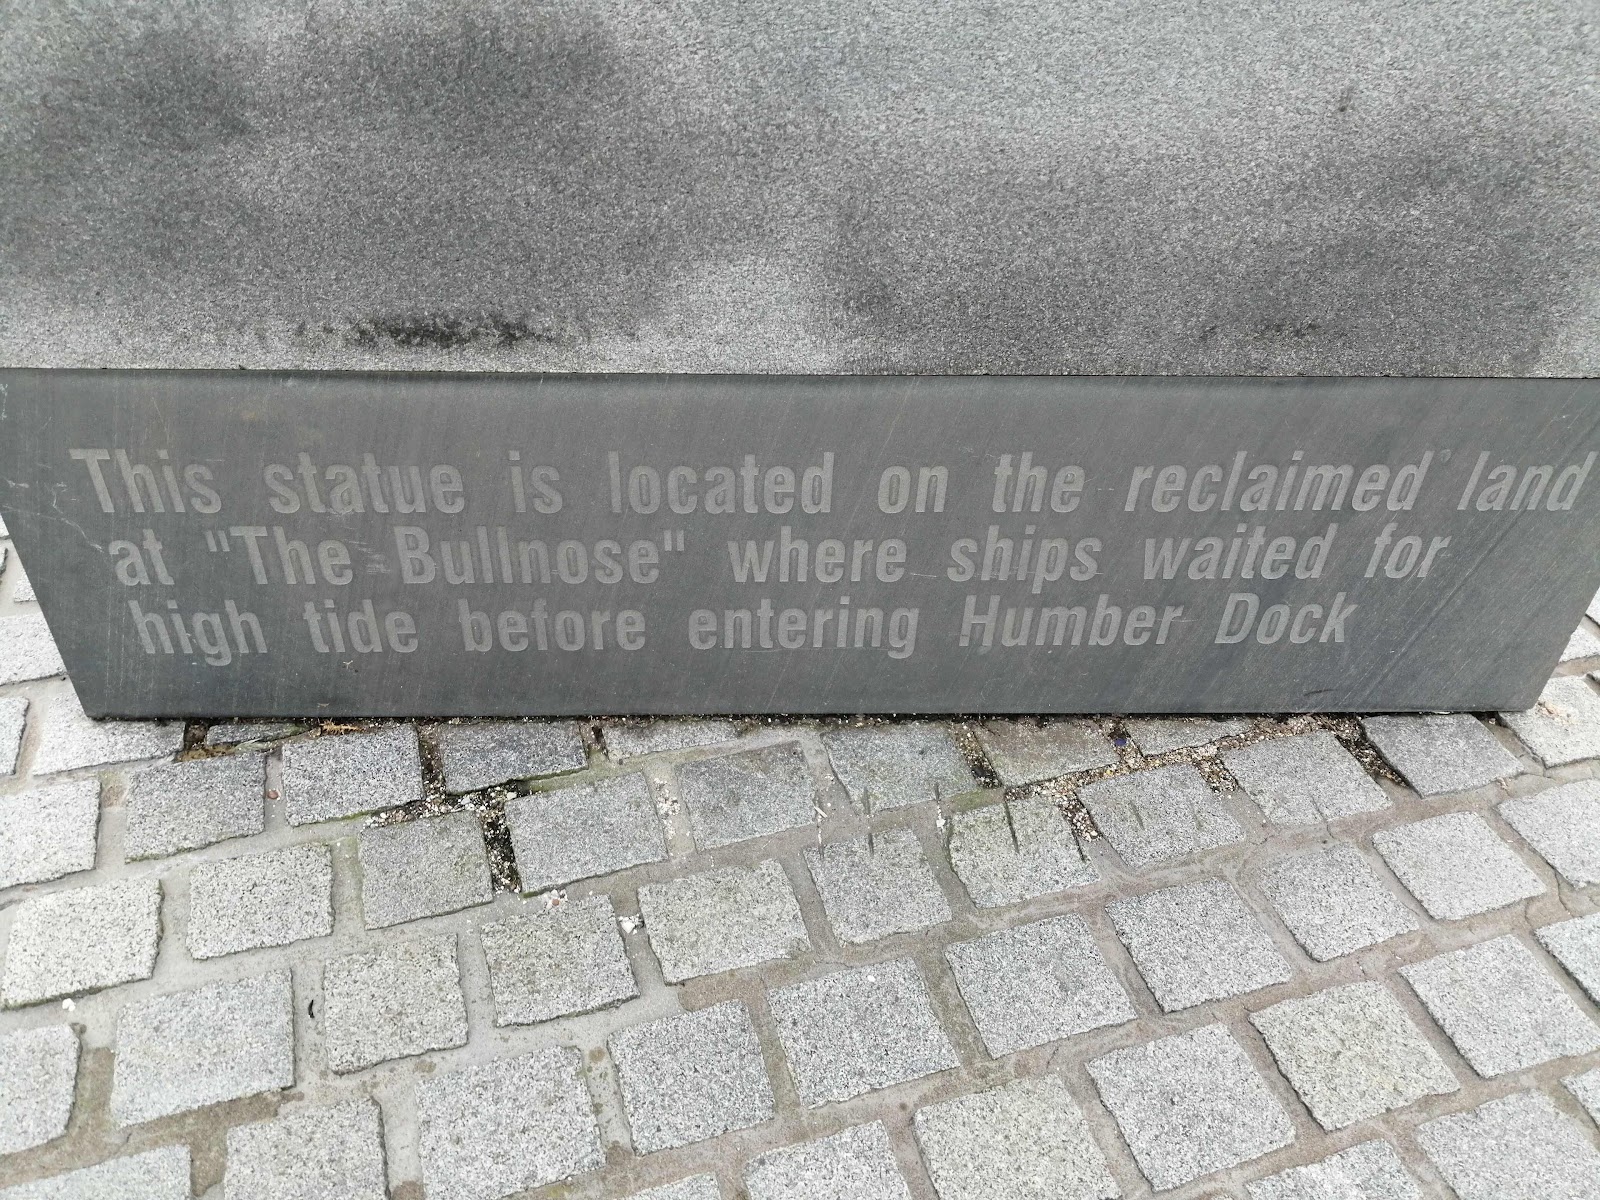 This statue is located on the reclaimed land
at "The Bullnose" where ships waited for
high tide before entering Humber Dock